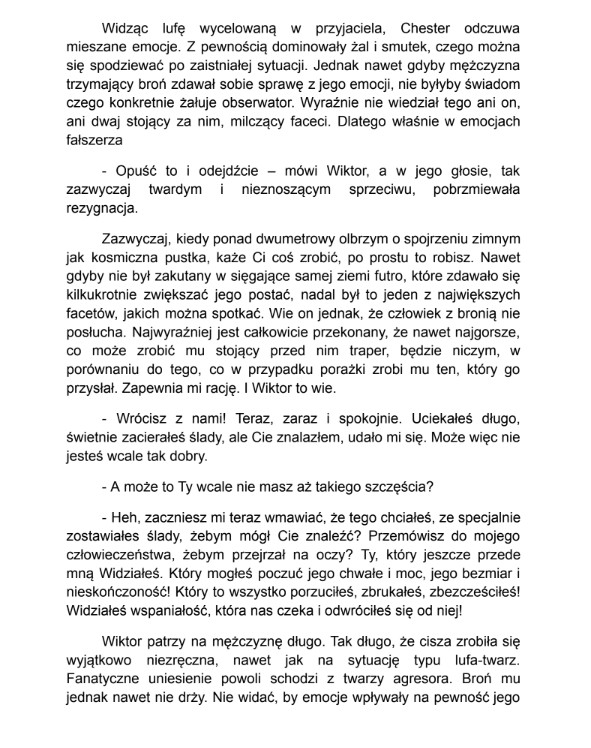 Widząc lufę wycelowaną w przyjaciela, Chester odczuwa
mieszane emocje. Z pewnością dominowały żal i smutek, czego można
się spodziewać po zaistniałej sytuacji. Jednak nawet gdyby mężczyzna
trzymający broń zdawał sobie sprawę z jego emocji, nie byłyby świadom
czego konkretnie żałuje obserwator. Wyraźnie nie wiedział tego ani on,
ani dwaj stojący za nim, milczący faceci. Dlatego właśnie w emocjach
fałszerza
- Opuść to i odejdźcie – mówi Wiktor, a w jego głosie, tak
zazwyczaj twardym i nieznoszącym sprzeciwu, pobrzmiewała
rezygnacja.
Zazwyczaj, kiedy ponad dwumetrowy olbrzym o spojrzeniu zimnym
jak kosmiczna pustka, każe Ci coś zrobić, po prostu to robisz. Nawet
gdyby nie był zakutany w sięgające samej ziemi futro, które zdawało się
kilkukrotnie zwiększać jego postać, nadal był to jeden z największych
facetów, jakich można spotkać. Wie on jednak, że człowiek z bronią nie
posłucha. Najwyraźniej jest całkowicie przekonany, że nawet najgorsze,
co może zrobić mu stojący przed nim traper, będzie niczym, w
porównaniu do tego, co w przypadku porażki zrobi mu ten, który go
przysłał. Zapewnia mi rację. I Wiktor to wie.
- Wrócisz z nami! Teraz, zaraz i spokojnie. Uciekałeś długo,
świetnie zacierałeś ślady, ale Cie znalazłem, udało mi się. Może więc nie
jesteś wcale tak dobry.
- A może to Ty wcale nie masz aż takiego szczęścia?
- Heh, zaczniesz mi teraz wmawiać, że tego chciałeś, ze specjalnie
zostawiałes ślady, żebym mógł Cie znaleźć? Przemówisz do mojego
człowieczeństwa, żebym przejrzał na oczy? Ty, który jeszcze przede
mną Widziałeś. Który mogłeś poczuć jego chwałe i moc, jego bezmiar i
nieskończoność! Który to wszystko porzuciłeś, zbrukałeś, zbezcześciłeś!
Widziałeś wspaniałość, która nas czeka i odwróciłeś się od niej!
Wiktor patrzy na mężczyznę długo. Tak długo, że cisza zrobiła się
wyjątkowo niezręczna, nawet jak na sytuację typu lufa-twarz.
Fanatyczne uniesienie powoli schodzi z twarzy agresora. Broń mu
jednak nawet nie drży. Nie widać, by emocje wpływały na pewność jego